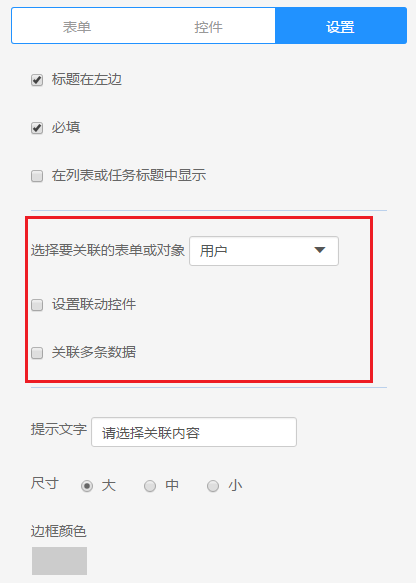 表单 控件 设置
标题在左边
必填
在列表或任务标题中显示
选择要关联的表单或对象 用户
设置联动控件
关联多条数据
提示文字 请选择关联内容
尺寸 大 中 小
边框颜色